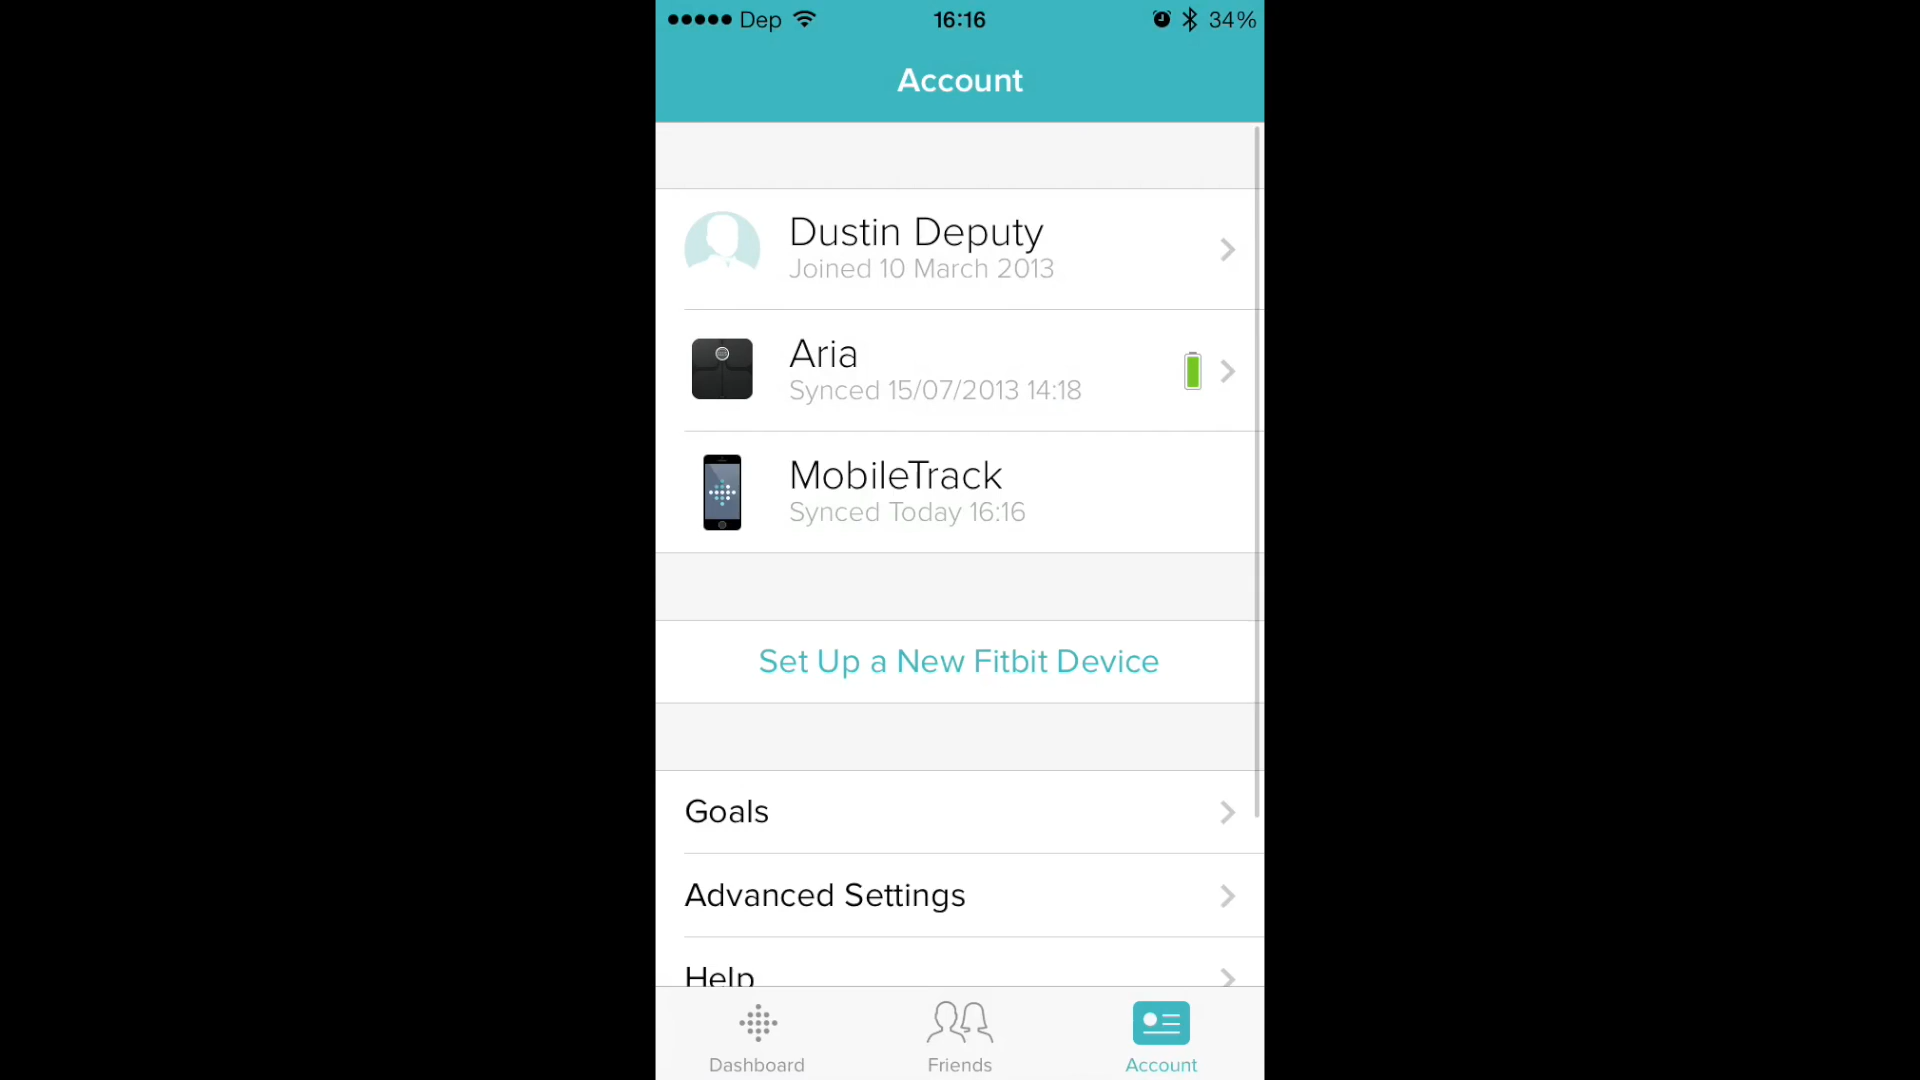 Dep 16:16 34%
Account
Dustin Deputy
Joined 10 March 2013
Aria
Synced 15/07/2013 14:18
MobileTrack
Synced Today 16:16
Set Up a New Fitbit Device
Goals
Advanced Settings
Help
Dashboard Friends Account